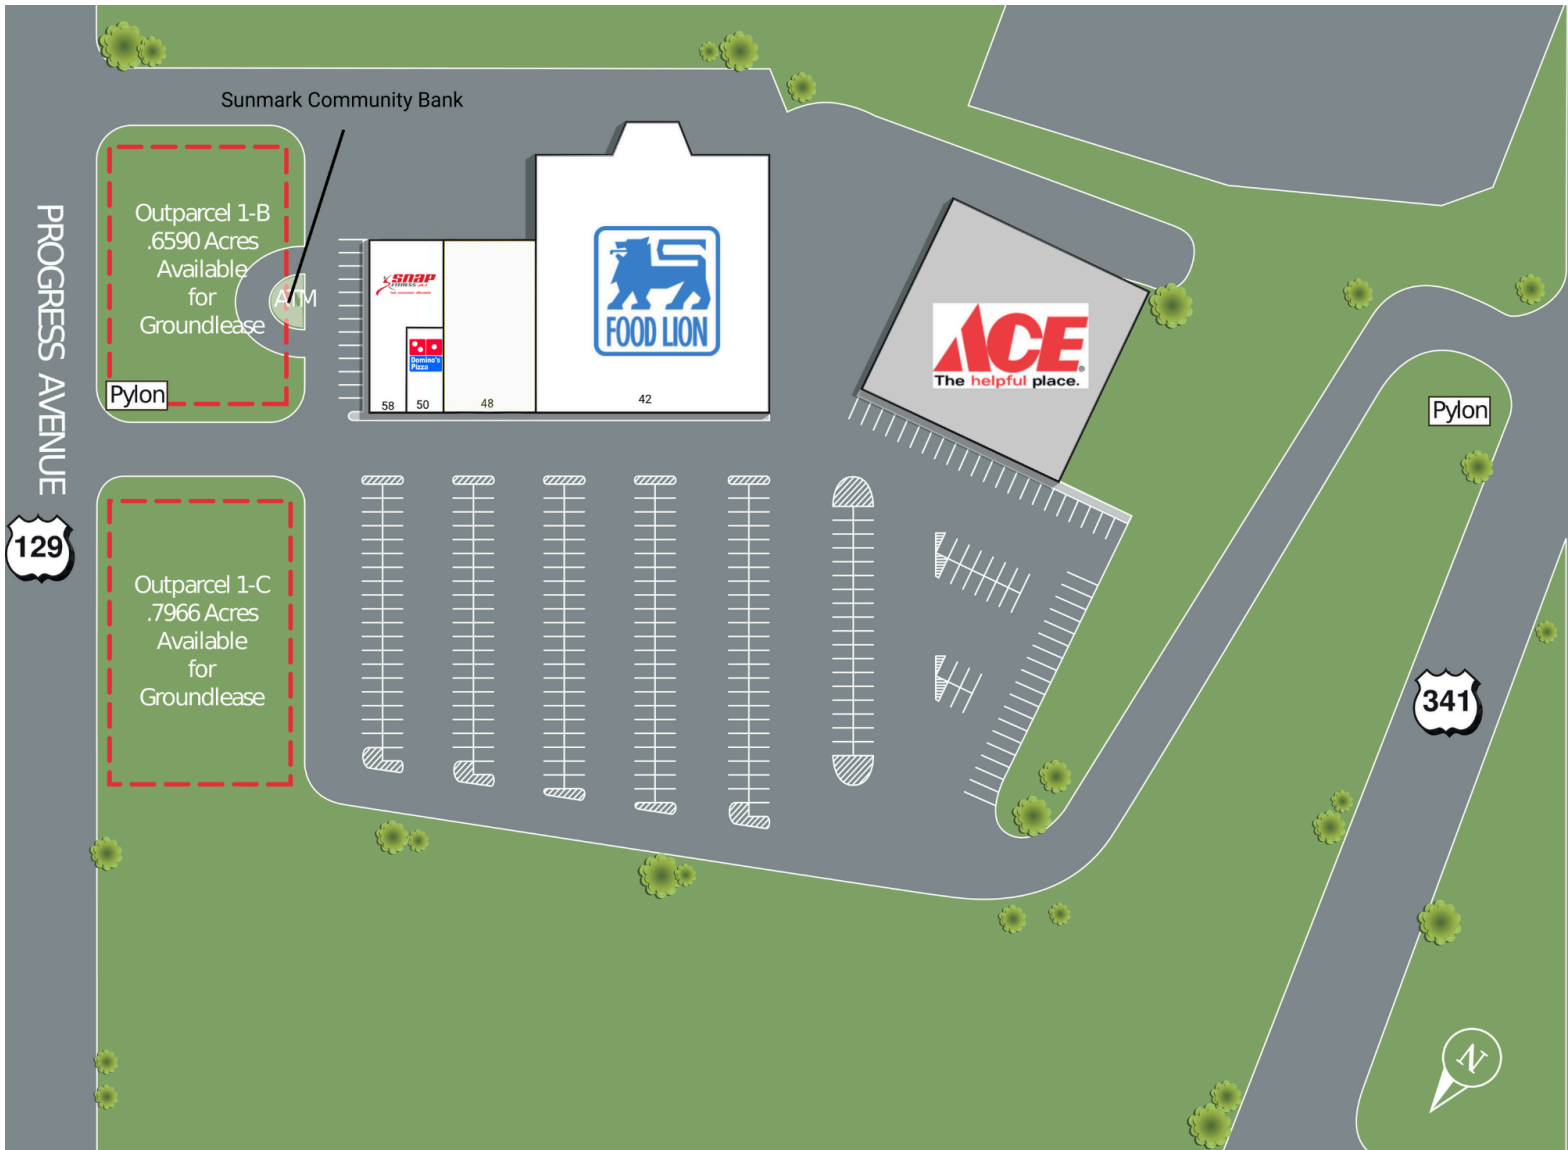 Sunmark Community Bank
PROGRESS AVENUE
129
Outparcel 1-B
.6590 Acres
Available
for
Groundlease
ATM
Pylon
SNAP
FITNESS
58
Domino's
Pizza
50
48
FOOD LION
42
ACE
The helpful place.
Pylon
Outparcel 1-C
.7966 Acres
Available
for
Groundlease
341
N